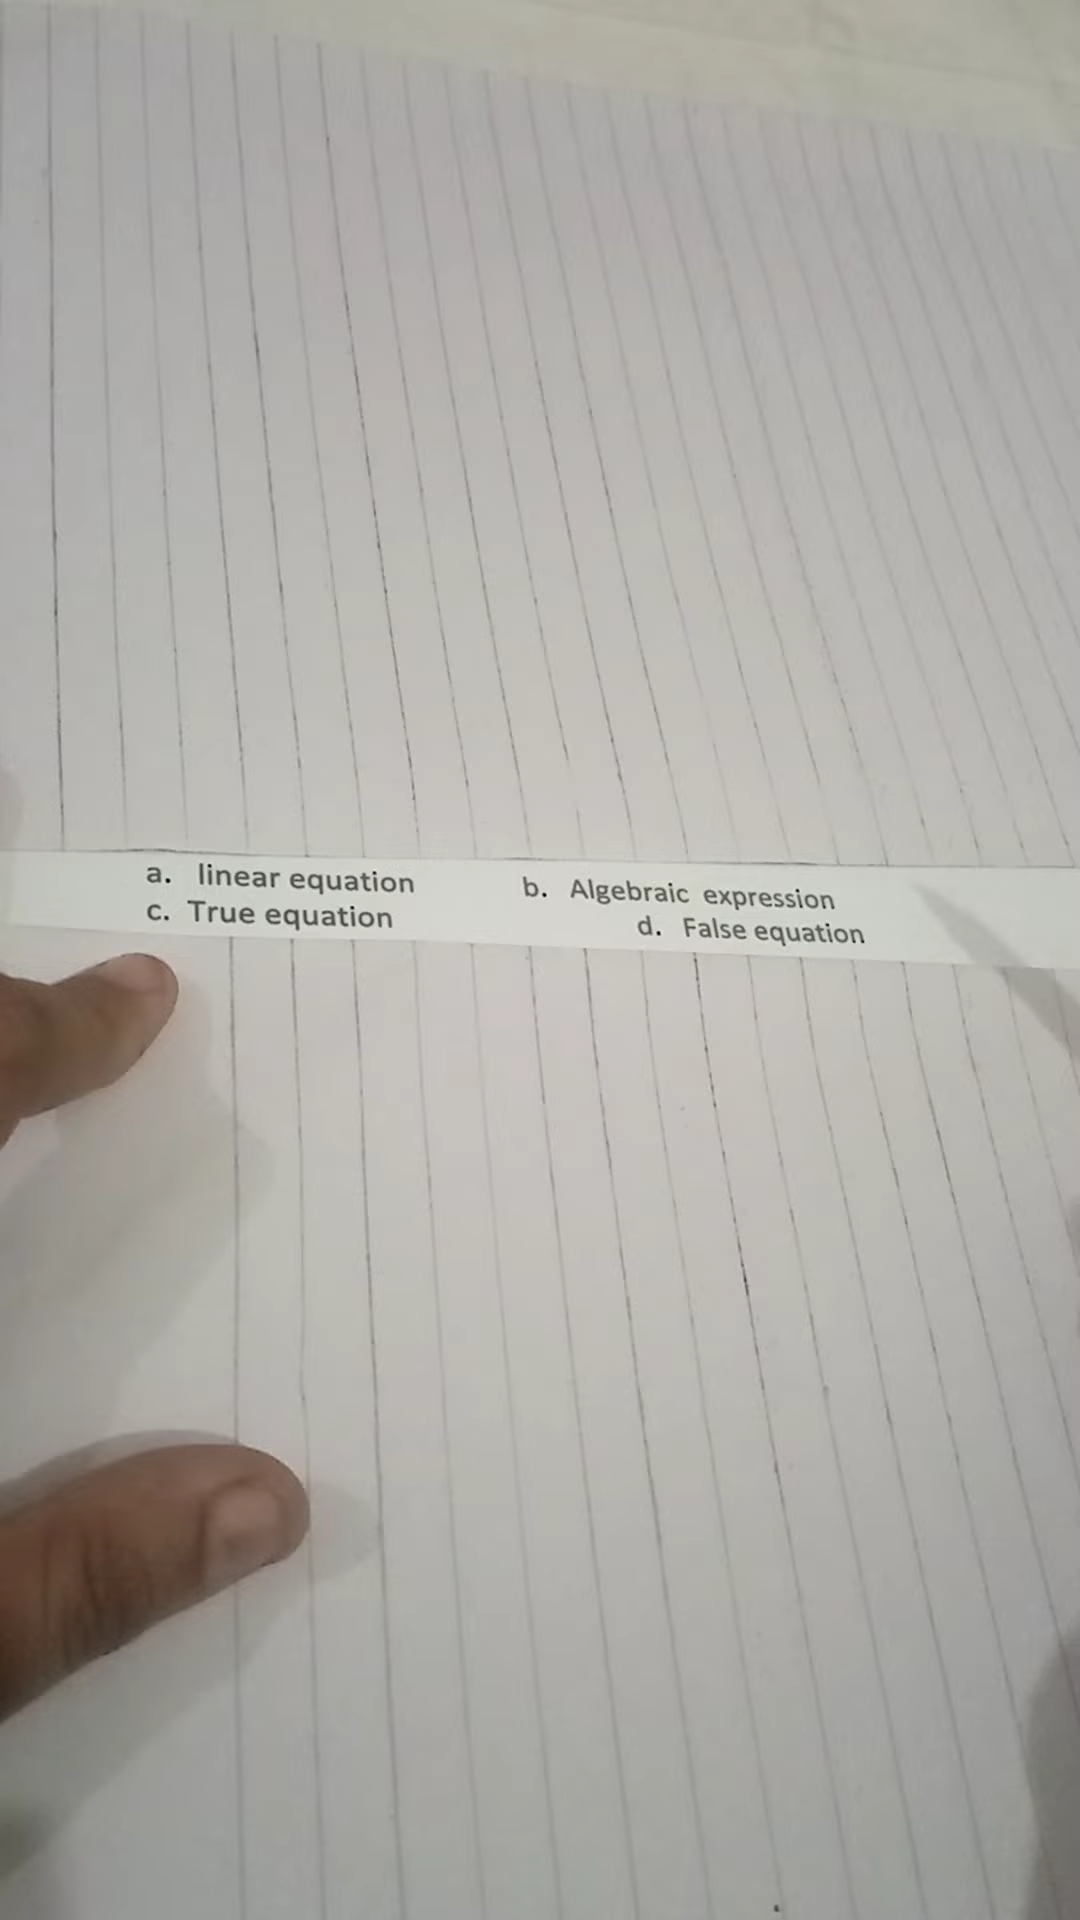 a. linear equation b. Algebraic expression
c. True equation d. False equation